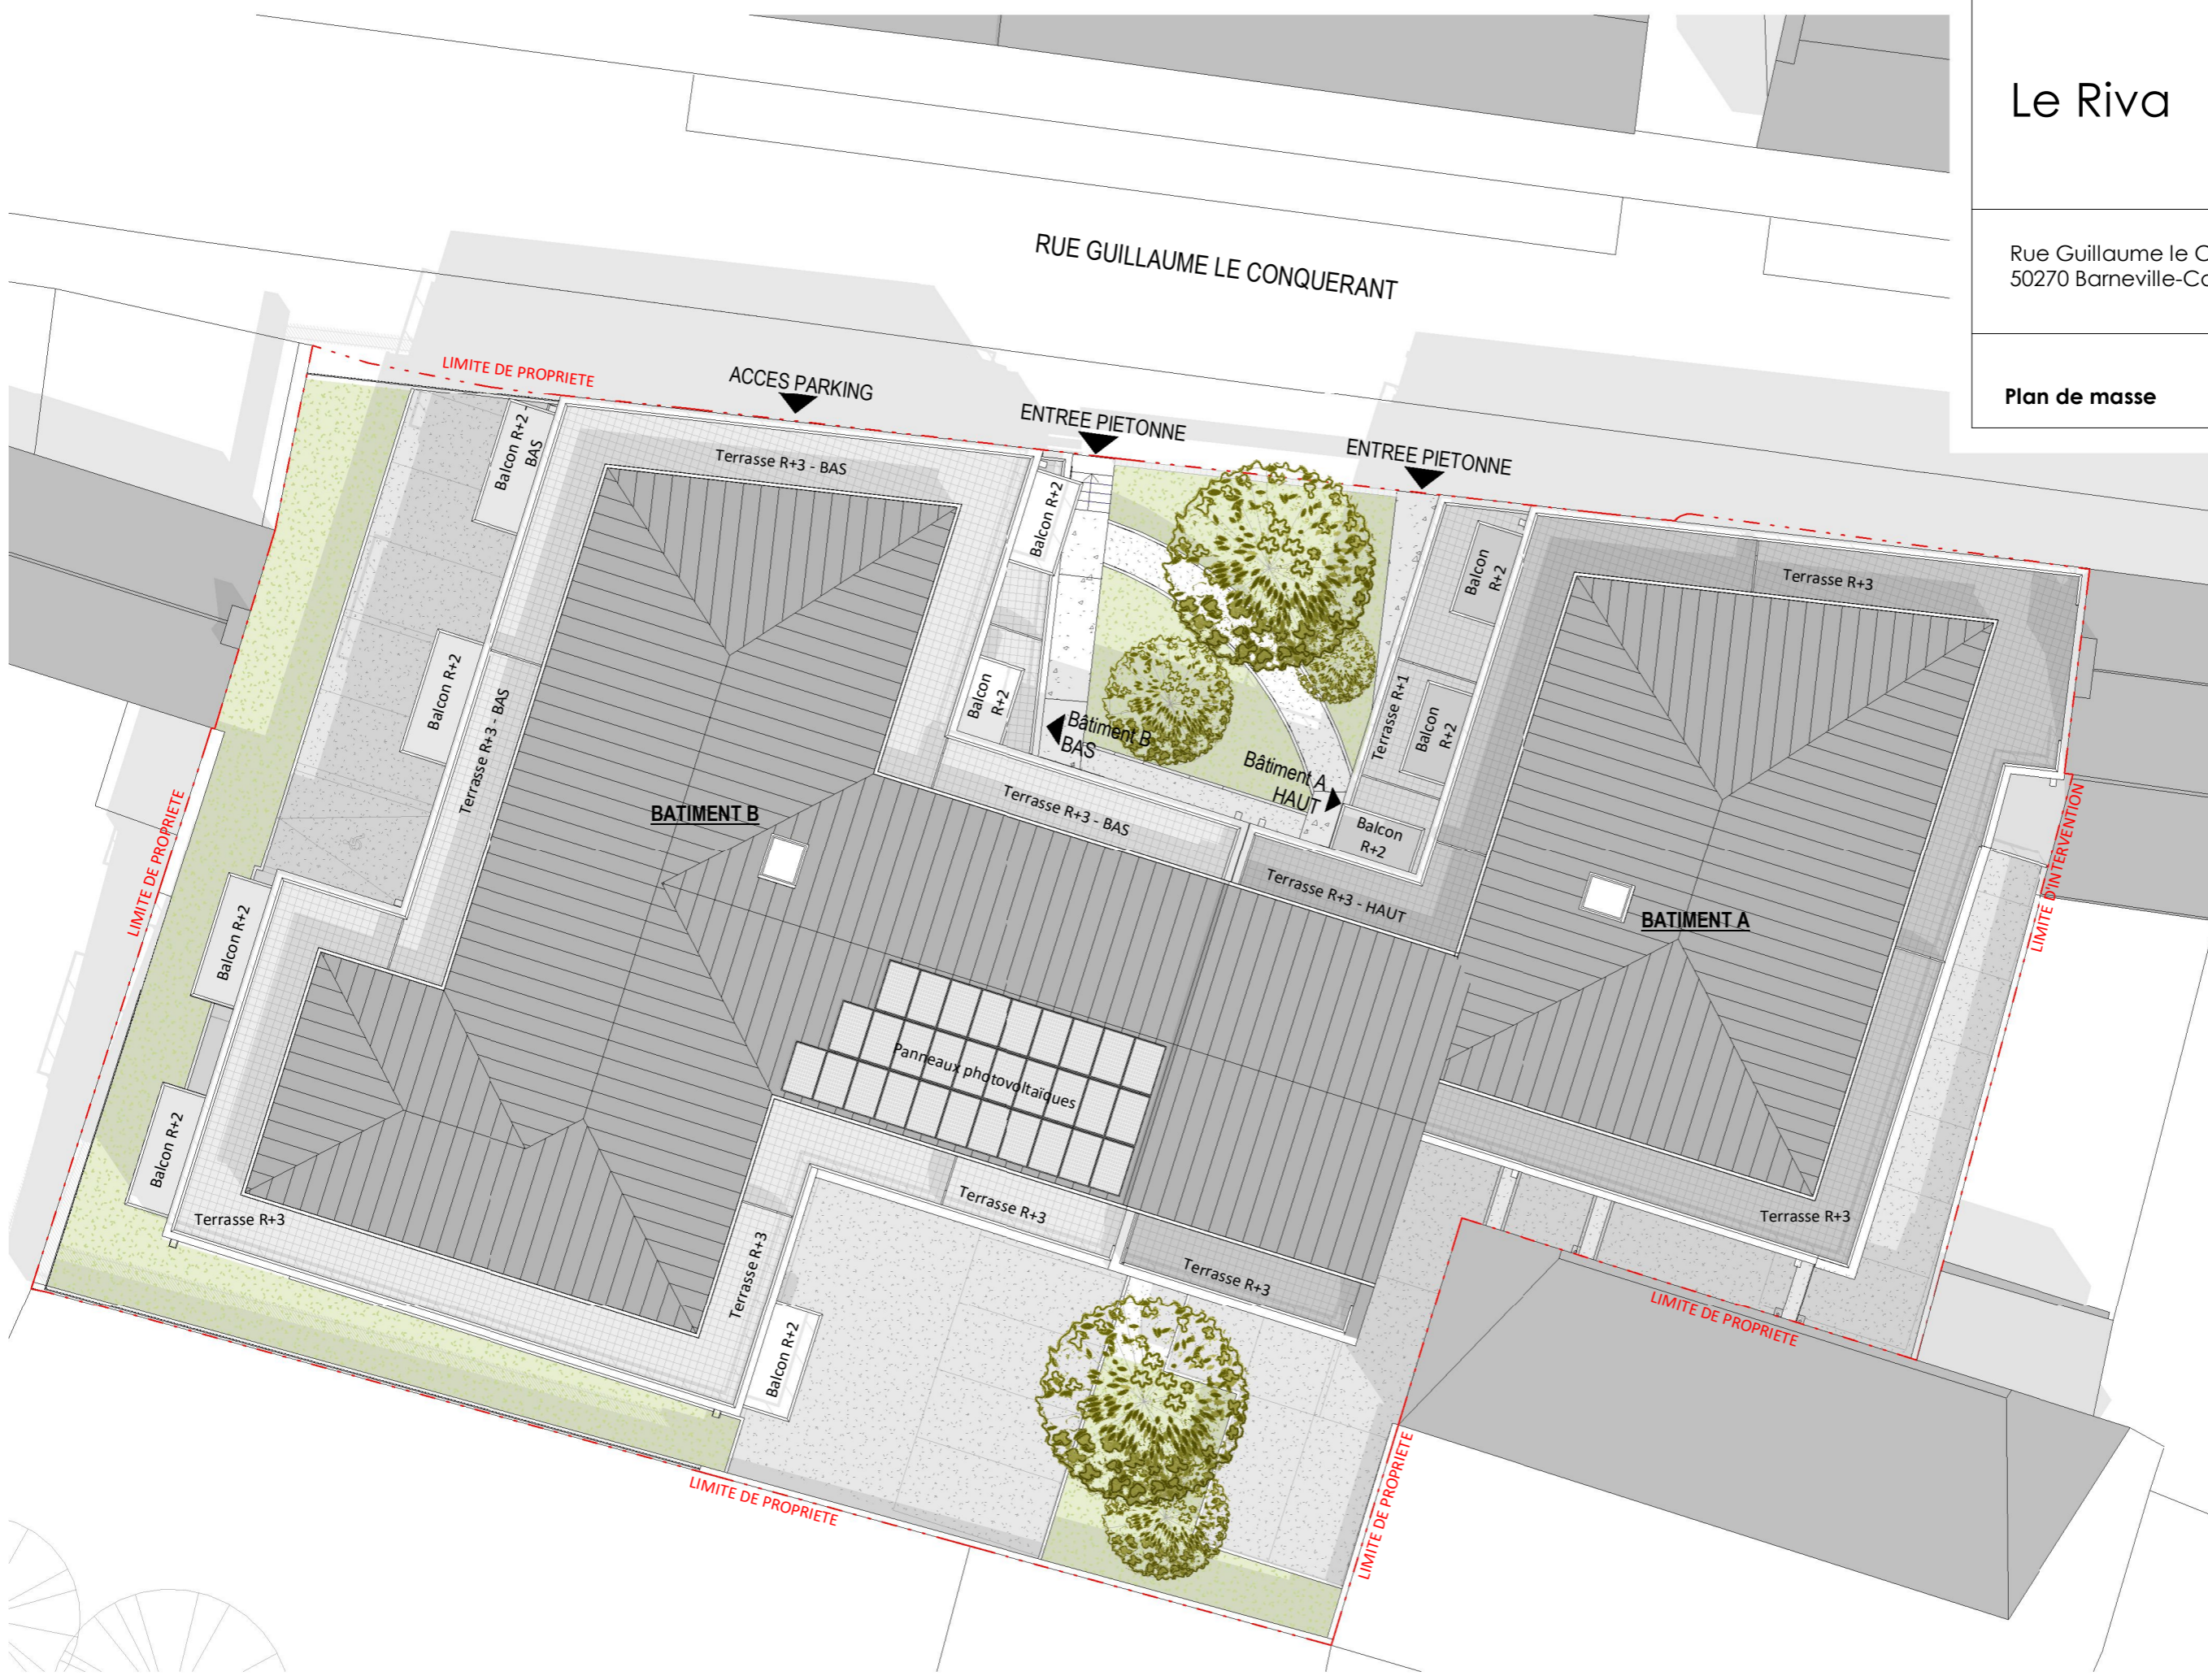 Le Riva
Rue Guillaume le
50270
Plan de masse
RUE GUILLAUME LE CONQUERANT
LIMITE DE PROPRIETE
ACCES PARKING
ENTREE PIETONNE
ENTREE PIETONNE
Balcon R+2 -
BAS
Terrasse R+3 - BAS
Balcon R+2
Balcon
R+2
Terrasse R+3
Balcon R+2
Terrasse R+3 - BAS
Balcon
R+2
Bâtiment B
BAS
Terrasse R+1
Balcon
R+2
Bâtiment A
HAUT
LIMITE DE PROPRIETE
BATIMENT B
Terrasse R+3 - BAS
Balcon
R+2
LIMITE D'INTERVENTION
Terrasse R+3 - HAUT
BATIMENT A
Balcon R+2
Panneaux photovoltaïques
Balcon R+2
Terrasse R+3
Terrasse R+3
Terrasse R+3
Terrasse R+3
Terrasse R+3
Balcon R+2
LIMITE DE PROPRIETE
LIMITE DE PROPRIETE
LIMITE DE PROPRIETE